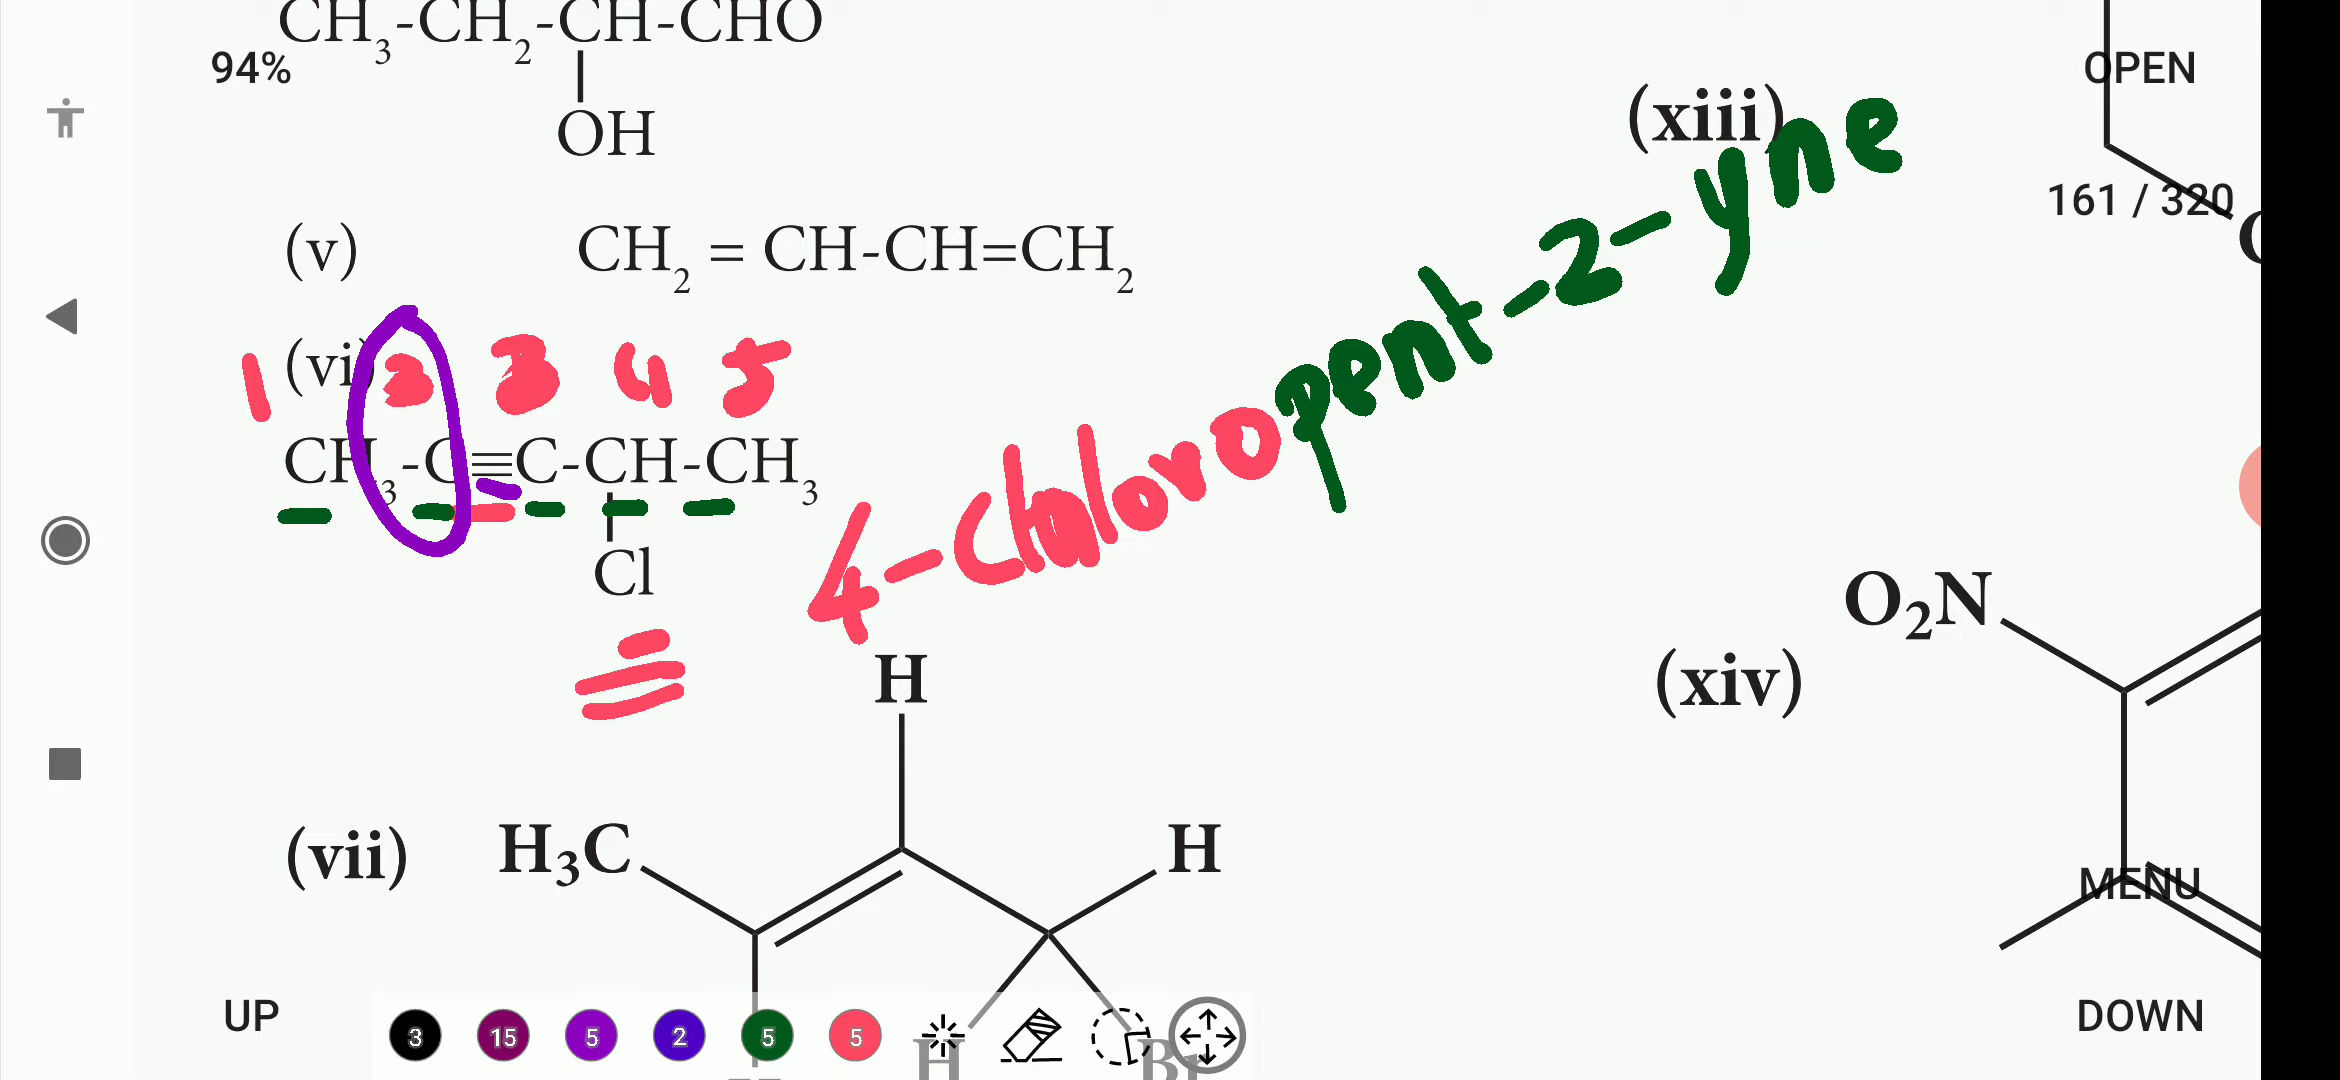 CH3-CH2-CH-CHO
94%
OPEN
OH
(xiii)
161 / 320
(v) CH2 = CH-CH=CH2
(vi)
1 2 3 4 5
CH3-C≡C-CH-CH3
Cl
4-chloropent-2-yne
O2N
(xiv)
H
(vii) H3C H
MENU
UP
DOWN
3 15 5 2 5 5
H Br